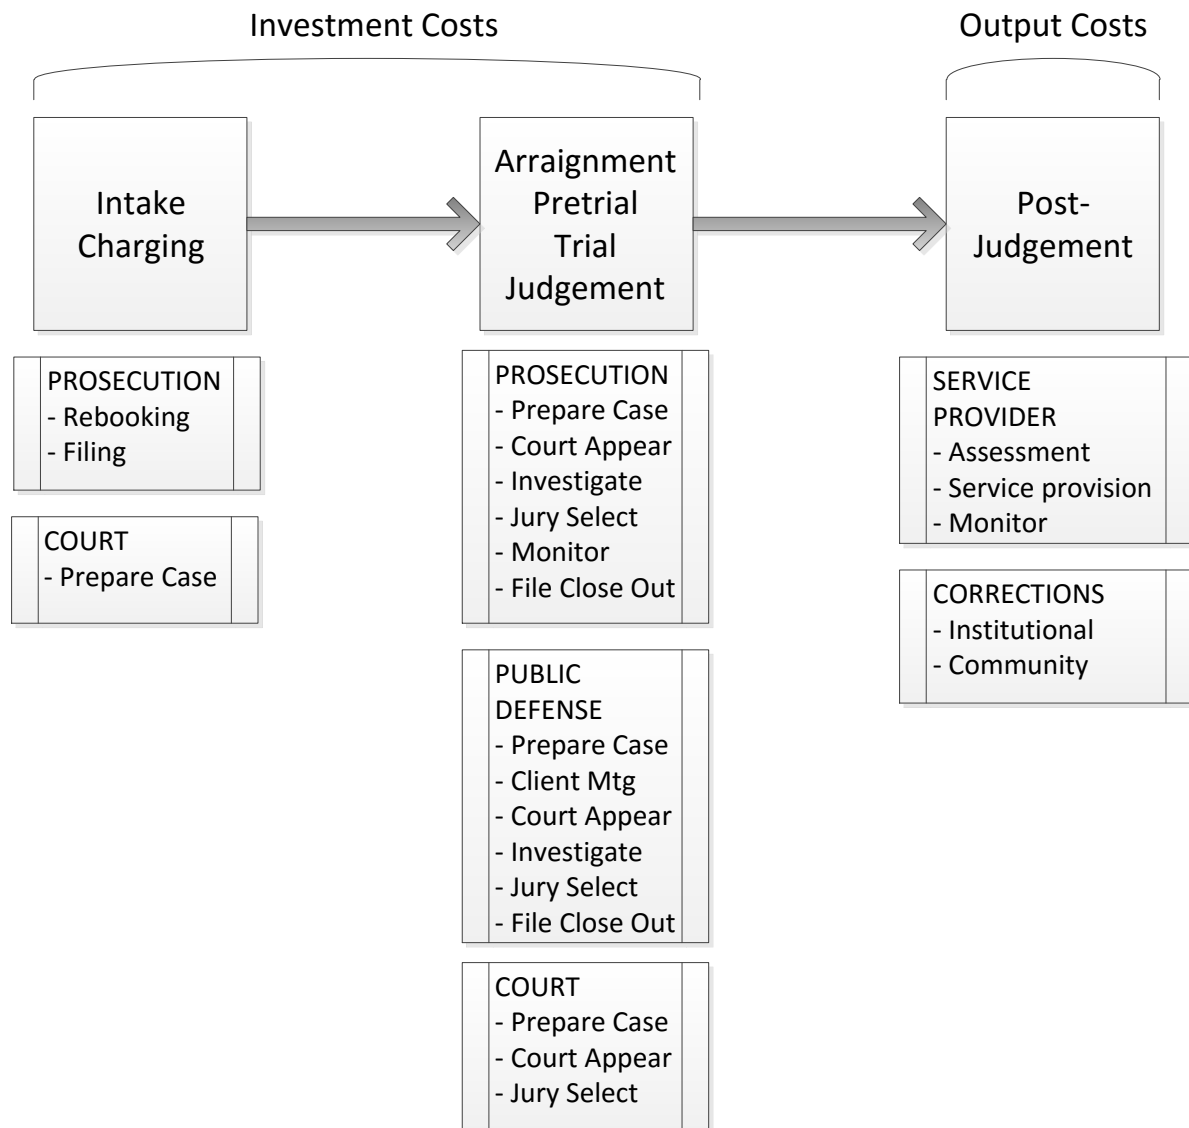 Investment Costs
Output Costs
Intake
Charging
Arraignment
Pretrial
Trial
Judgement
Post-
Judgement
PROSECUTION
- Rebooking
- Filing
COURT
- Prepare Case
PROSECUTION
- Prepare Case
- Court Appear
- Investigate
- Jury Select
- Monitor
- File Close Out
PUBLIC
DEFENSE
- Prepare Case
- Client Mtg
- Court Appear
- Investigate
- Jury Select
- File Close Out
COURT
- Prepare Case
- Court Appear
- Jury Select
SERVICE
PROVIDER
- Assessment
- Service provision
- Monitor
CORRECTIONS
- Institutional
- Community